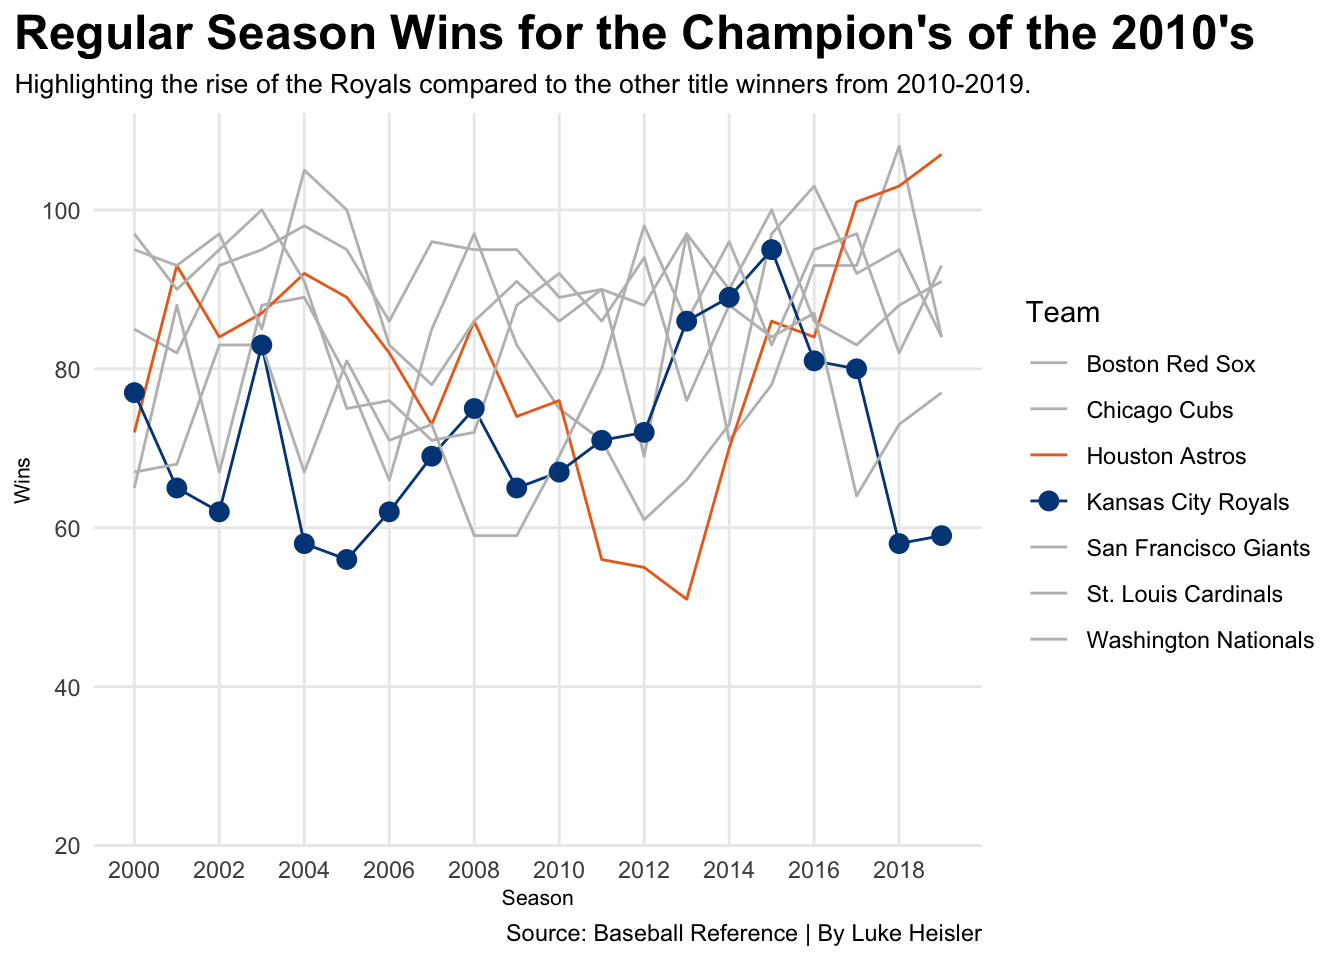 Regular Season Wins for the Champion's of the 2010's
Highlighting the rise of the Royals compared to the other title winners from 2010-2019.
100
80
60
40
20
Wins
2000 2002 2004 2006 2008 2010 2012 2014 2016 2018
Season
Team
Boston Red Sox
Chicago Cubs
Houston Astros
Kansas City Royals
San Francisco Giants
St. Louis Cardinals
Washington Nationals
Source: Baseball Reference | By Luke Heisler